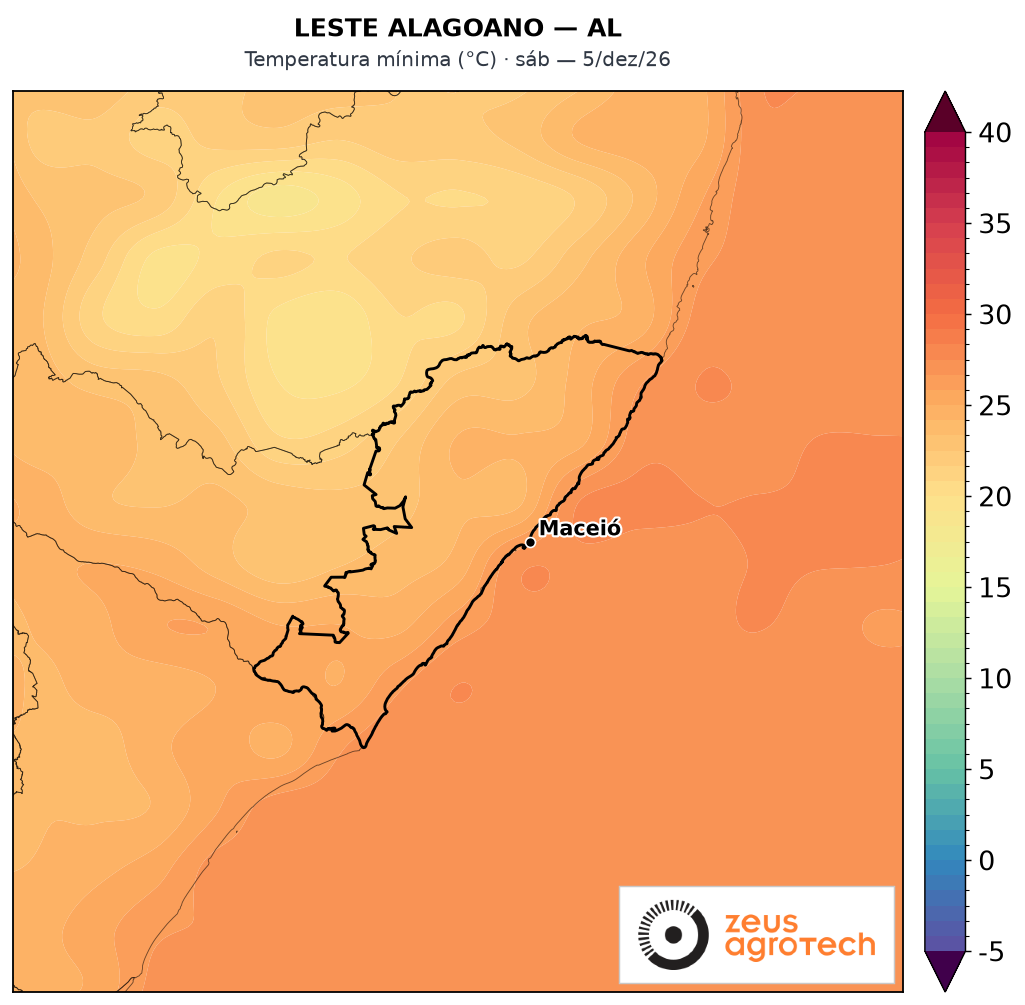 LESTE ALAGOANO — AL
Temperatura mínima (°C) · sáb — 5/dez/26
40
35
30
25
20
15
10
5
0
-5
Maceió
zeus
agrotech